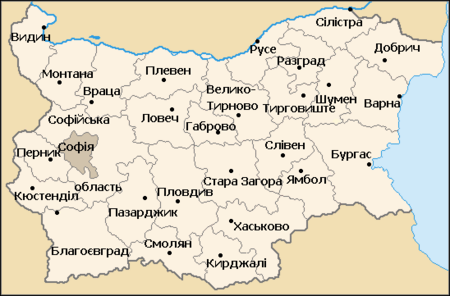 Сілістра
Видин
Русе
Добрич
Разград
Монтана
Плевен
Враца
Велико-
Тирново
Тирговиште
Шумен
Варна
Софійська
Ловеч
Габрово
Софія
Перник
Слівен
Бургас
область
Кюстенділ
Пловдив
Стара Загора
Ямбол
Пазарджик
Хаськово
Благоєвград
Смолян
Кирджалі